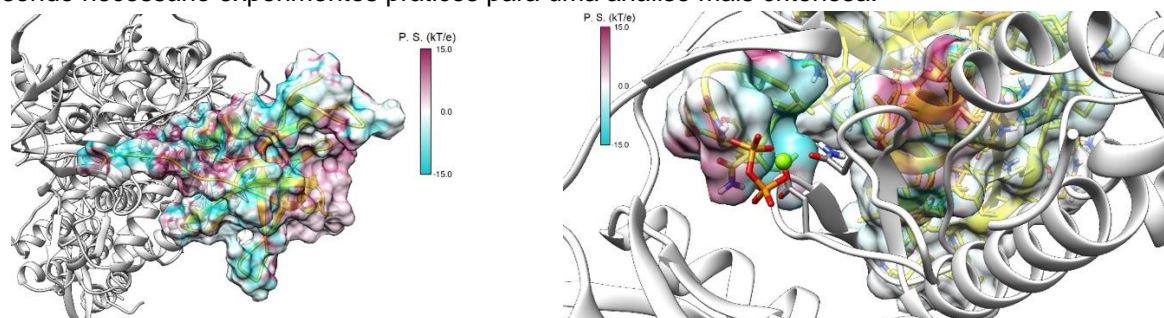 sendo necessário experimentos práticos para uma análise mais criteriosa.
P. S. (kT/e)
15.0
0.0
-15.0
P. S. (kT/e)
15.0
0.0
-15.0